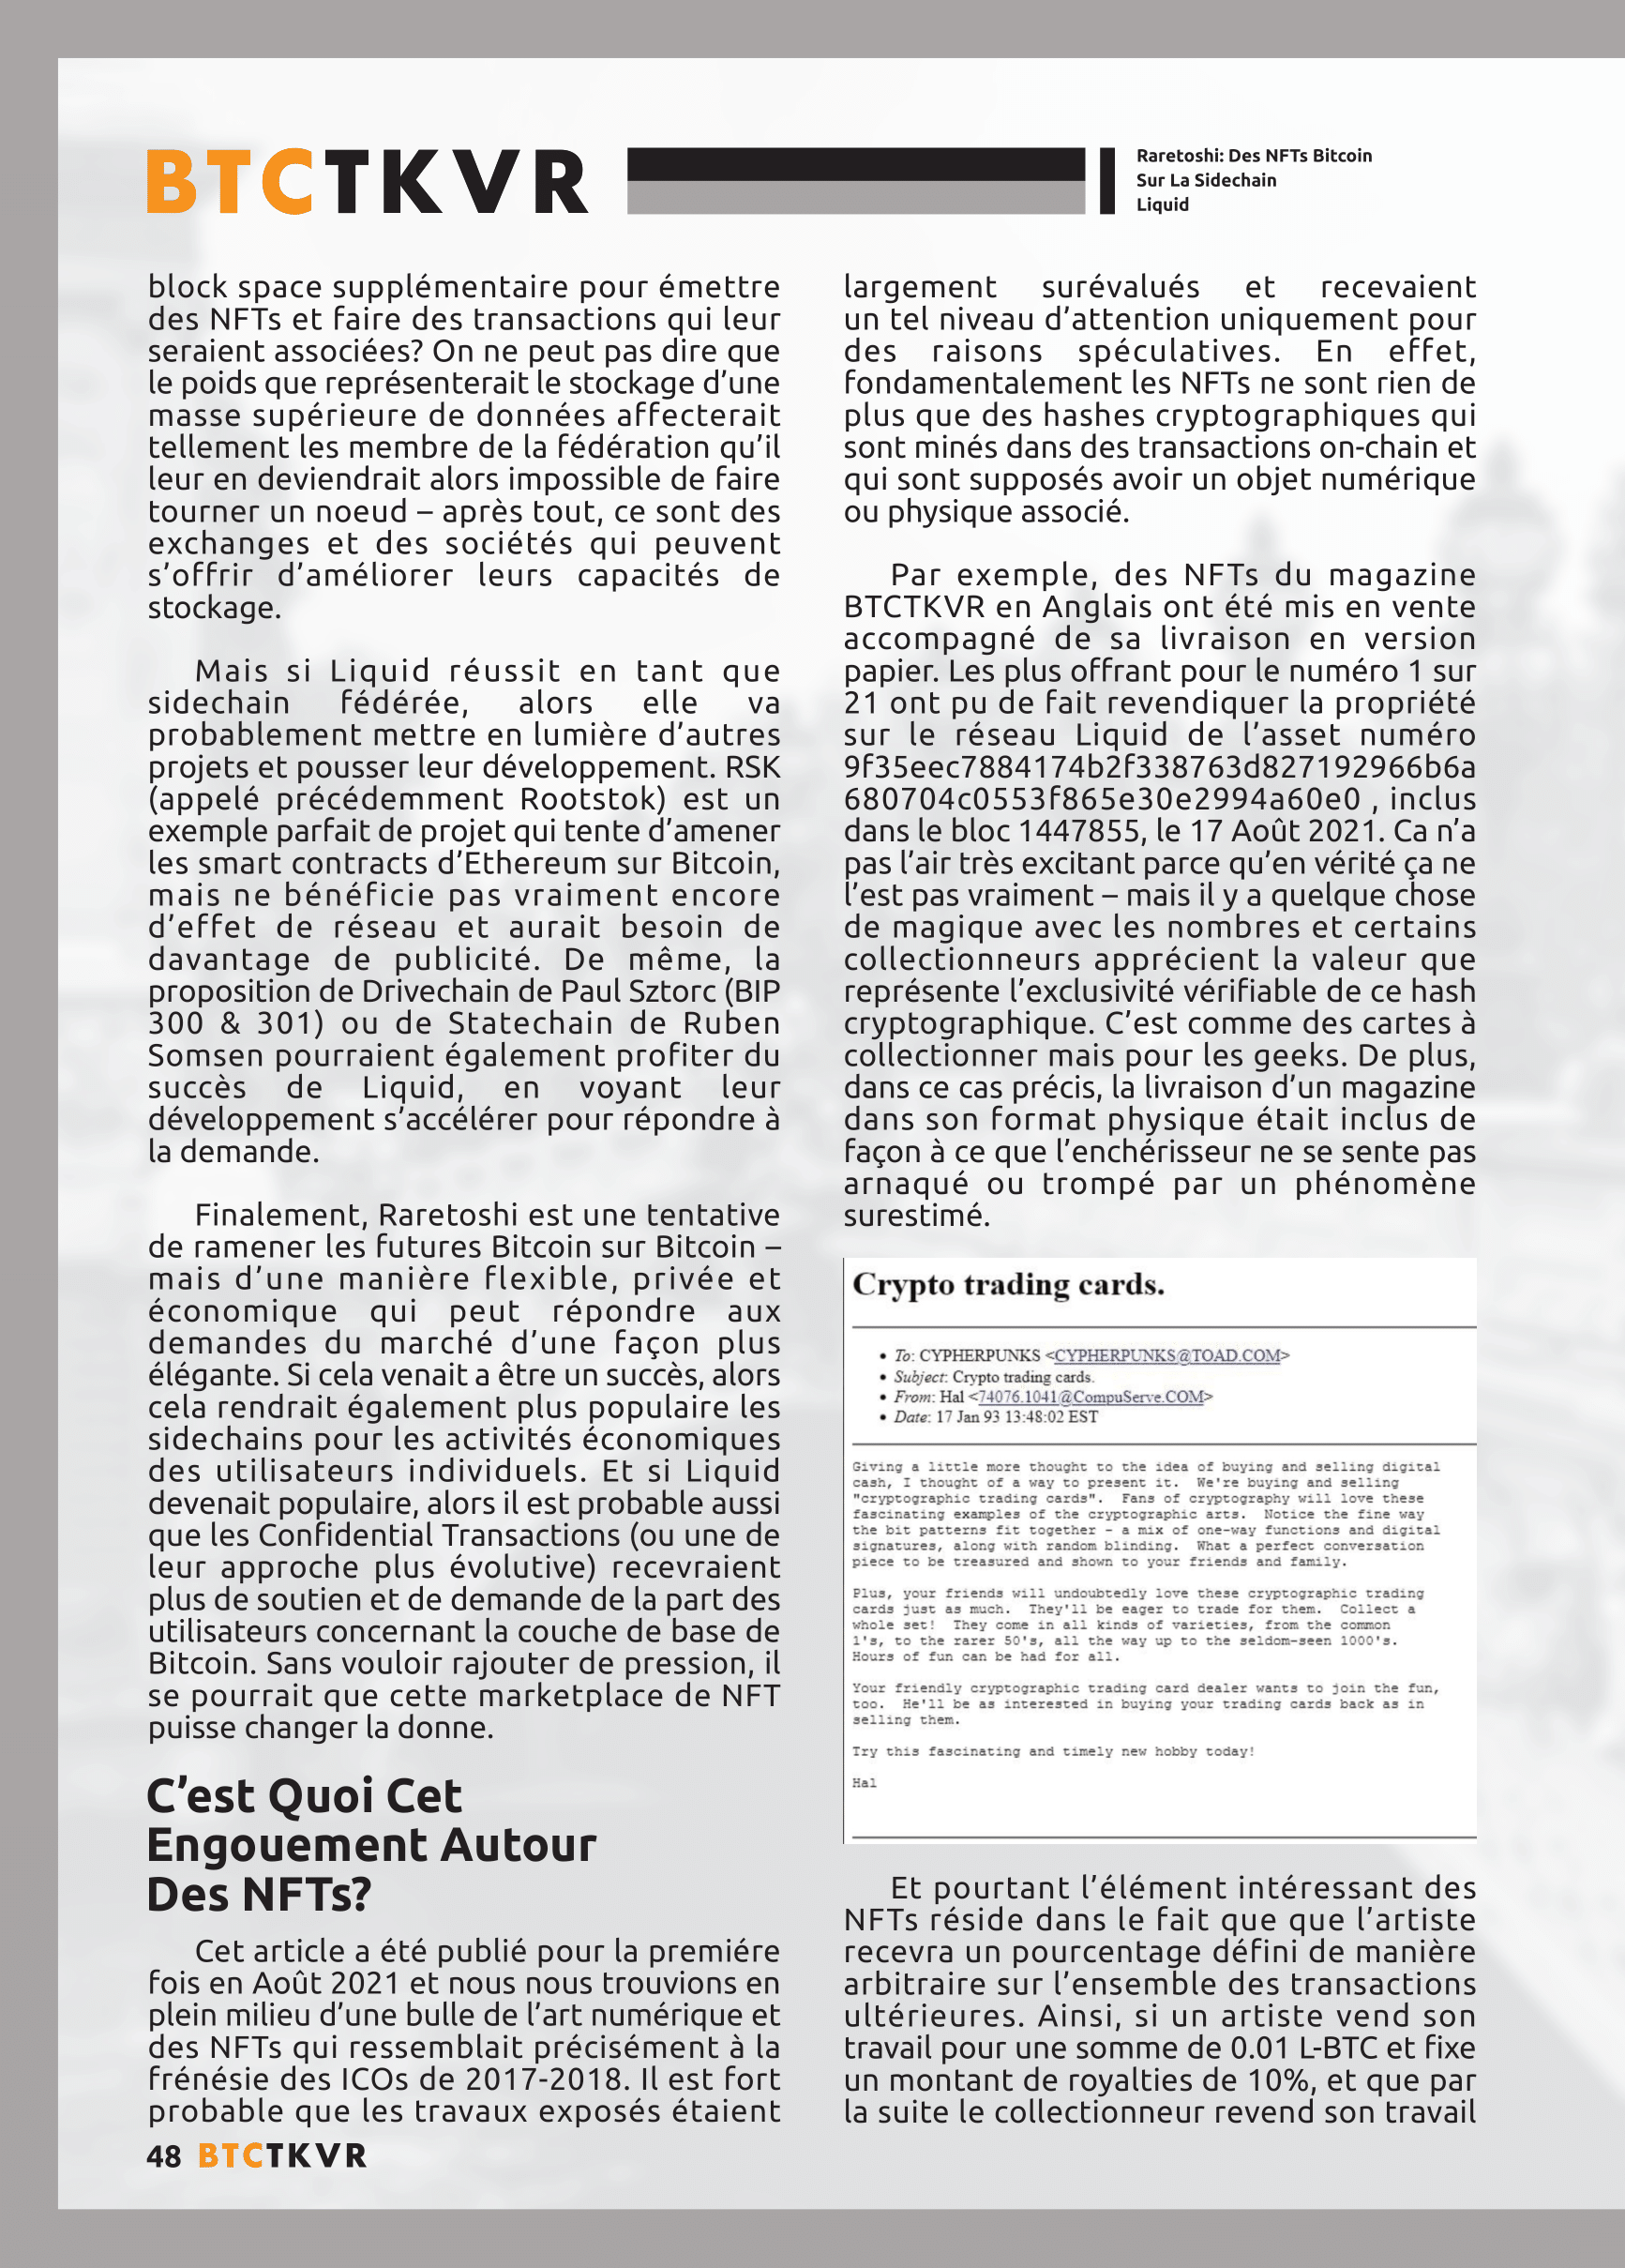 BTCTKVR
Raretoshi: Des NFTs Bitcoin
Sur La Sidechain
Liquid
block space supplémentaire pour émettre
des NFTs et faire des transactions qui leur
seraient associées? On ne peut pas dire que
le poids que représenterait le stockage d’une
masse supérieure de données affecterait
tellement les membre de la fédération qu’il
leur en deviendrait alors impossible de faire
tourner un noeud – après tout, ce sont des
exchanges et des sociétés qui peuvent
s’offrir d’améliorer leurs capacités de
stockage.
Mais si Liquid réussit en tant que
sidechain fédérée, alors elle va
probablement mettre en lumière d’autres
projets et pousser leur développement. RSK
(appelé précédemment Rootstok) est un
exemple parfait de projet qui tente d’amener
les smart contracts d’Ethereum sur Bitcoin,
mais ne bénéficie pas vraiment encore
d’effet de réseau et aurait besoin de
davantage de publicité. De même, la
proposition de Drivechain de Paul Sztorc (BIP
300 & 301) ou de Statechain de Ruben
Somsen pourraient également profiter du
succès de Liquid, en voyant leur
développement s’accélérer pour répondre à
la demande.
Finalement, Raretoshi est une tentative
de ramener les futures Bitcoin sur Bitcoin –
mais d’une manière flexible, privée et
économique qui peut répondre aux
demandes du marché d’une façon plus
élégante. Si cela venait a être un succès, alors
cela rendrait également plus populaire les
sidechains pour les activités économiques
des utilisateurs individuels. Et si Liquid
devenait populaire, alors il est probable aussi
que les Confidential Transactions (ou une de
leur approche plus évolutive) recevraient
plus de soutien et de demande de la part des
utilisateurs concernant la couche de base de
Bitcoin. Sans vouloir rajouter de pression, il
se pourrait que cette marketplace de NFT
puisse changer la donne.
C’est Quoi Cet
Engouement Autour
Des NFTs?
Cet article a été publié pour la premiére
fois en Août 2021 et nous nous trouvions en
plein milieu d’une bulle de l’art numérique et
des NFTs qui ressemblait précisément à la
frénésie des ICOs de 2017-2018. Il est fort
probable que les travaux exposés étaient
largement surévalués et recevaient
un tel niveau d’attention uniquement pour
des raisons spéculatives. En effet,
fondamentalement les NFTs ne sont rien de
plus que des hashes cryptographiques qui
sont minés dans des transactions on-chain et
qui sont supposés avoir un objet numérique
ou physique associé.
Par exemple, des NFTs du magazine
BTCTKVR en Anglais ont été mis en vente
accompagné de sa livraison en version
papier. Les plus offrant pour le numéro 1 sur
21 ont pu de fait revendiquer la propriété
sur le réseau Liquid de l’asset numéro
9f35eec7884174b2f338763d827192966b6a
680704c0553f865e30e2994a60e0 , inclus
dans le bloc 1447855, le 17 Août 2021. Ca n’a
pas l’air très excitant parce qu’en vérité ça ne
l’est pas vraiment – mais il y a quelque chose
de magique avec les nombres et certains
collectionneurs apprécient la valeur que
représente l’exclusivité vérifiable de ce hash
cryptographique. C’est comme des cartes à
collectionner mais pour les geeks. De plus,
dans ce cas précis, la livraison d’un magazine
dans son format physique était inclus de
façon à ce que l’enchérisseur ne se sente pas
arnaqué ou trompé par un phénomène
surestimé.
Crypto trading cards.
• To: CYPHERPUNKS <CYPHERPUNKS@TOAD.COM>
• Subject: Crypto trading cards.
• From: Hal <74076.1041@CompuServe.COM>
• Date: 17 Jan 93 13:48:02 EST
Giving a little more thought to the idea of buying and selling digital
cash, I thought of a way to present it. We're buying and selling
"cryptographic trading cards". Fans of cryptography will love these
fascinating examples of the cryptographic arts. Notice the fine way
the bit patterns fit together - a mix of one-way functions and digital
signatures, along with random blinding. What a perfect conversation
piece to be treasured and shown to your friends and family.
Plus, your friends will undoubtedly love these cryptographic trading
cards just as much. They'll be eager to trade for them. Collect a
whole set! They come in all kinds of varieties, from the common
1's, to the rarer 50's, all the way up to the seldom-seen 1000's.
Hours of fun can be had for all.
Your friendly cryptographic trading card dealer wants to join the fun,
too. He'll be as interested in buying your trading cards back as in
selling them.
Try this fascinating and timely new hobby today!
Hal
Et pourtant l’élément intéressant des
NFTs réside dans le fait que que l’artiste
recevra un pourcentage défini de manière
arbitraire sur l’ensemble des transactions
ultérieures. Ainsi, si un artiste vend son
travail pour une somme de 0.01 L-BTC et fixe
un montant de royalties de 10%, et que par
la suite le collectionneur revend son travail
48 BTCTKVR